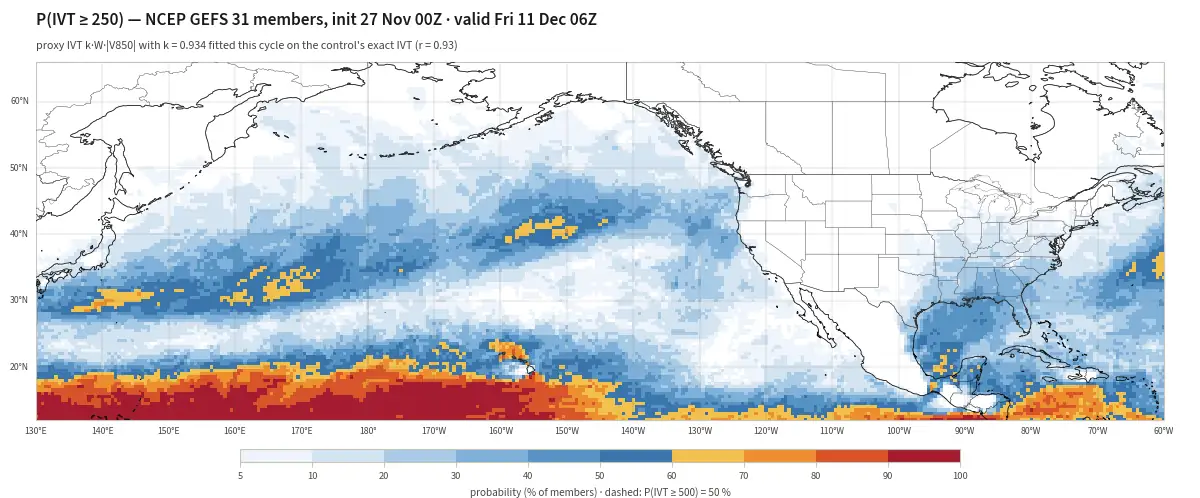 P(IVT ≥ 250) — NCEP GEFS 31 members, init 27 Nov 00Z · valid Fri 11 Dec 06Z
proxy IVT k·W·|V850| with k = 0.934 fitted this cycle on the control's exact IVT (r = 0.93)
60°N
50°N
40°N
30°N
20°N
130°E 140°E 150°E 160°E 170°E 180° 170°W 160°W 150°W 140°W 130°W 120°W 110°W 100°W 90°W 80°W 70°W 60°W
5 10 20 30 40 50 60 70 80 90 100
probability (% of members) · dashed: P(IVT ≥ 500) = 50 %